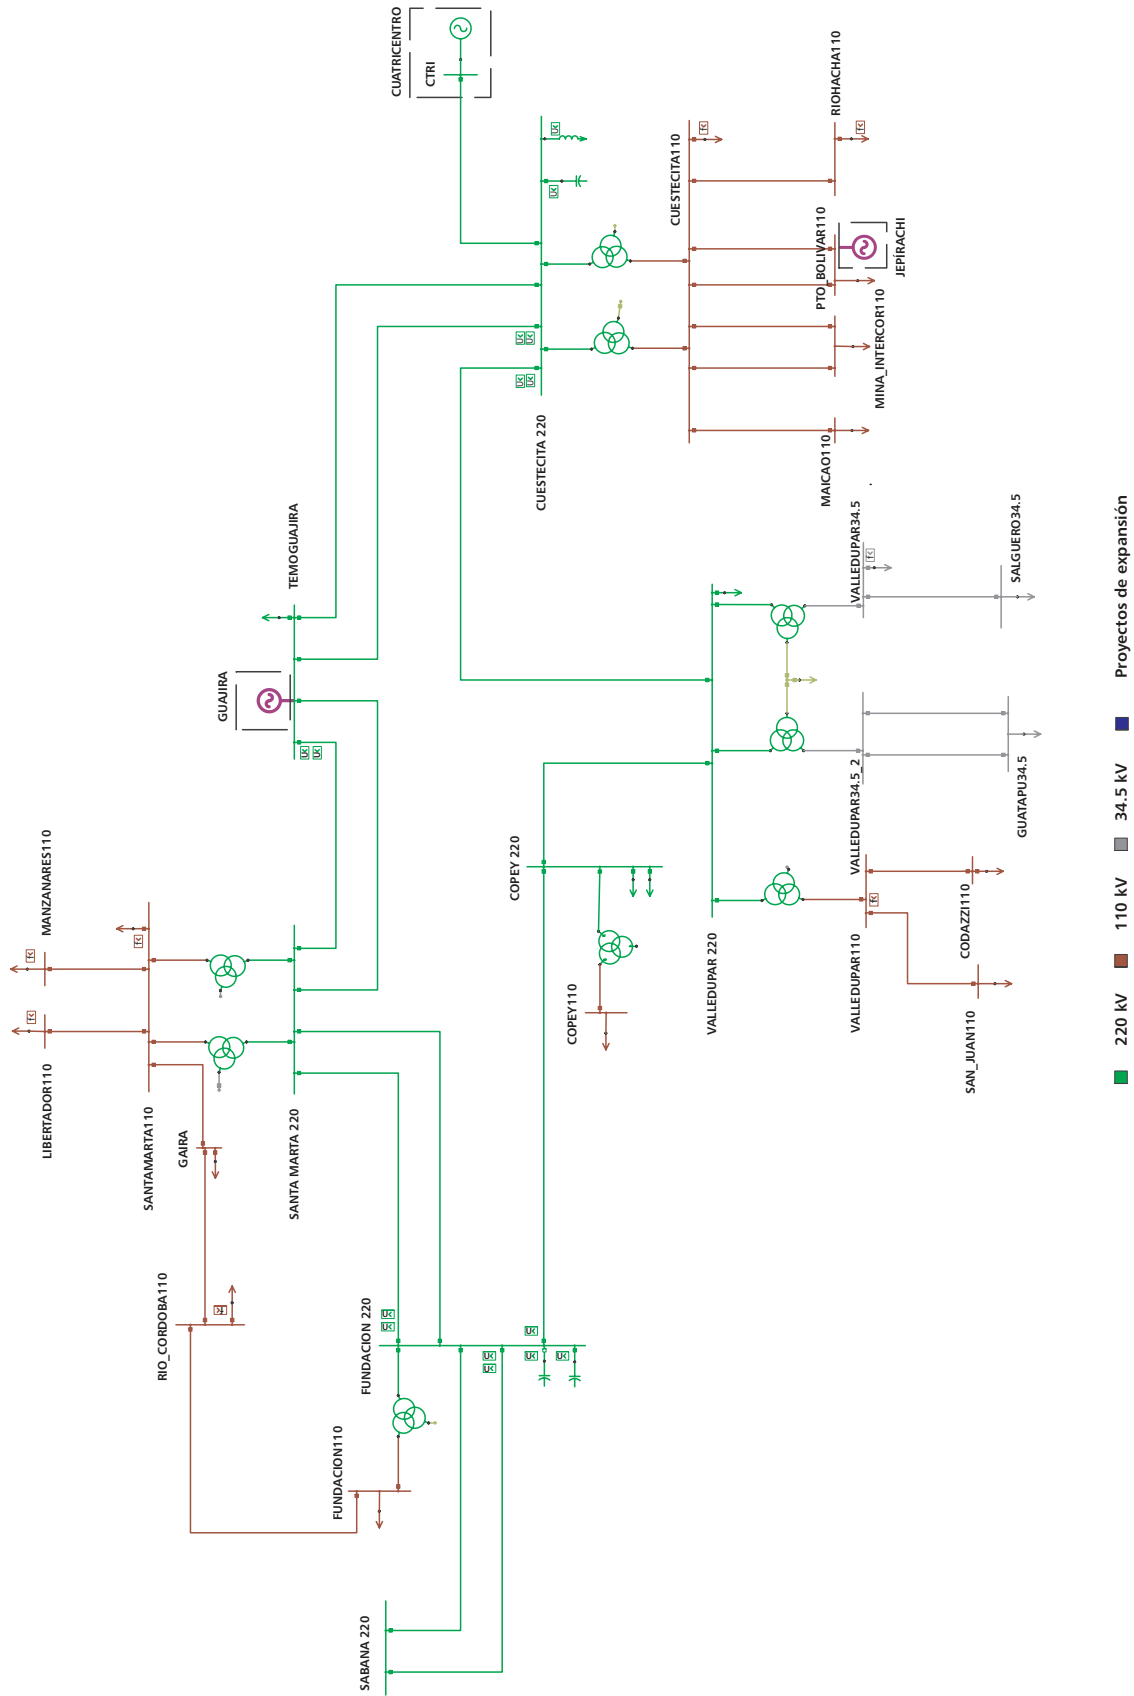 CUATRICENTRO
CTRI
U<
U<
CUESTECITA110
f<
RIOHACHA110
f<
PTO_BOLIVAR110
JEPÍRACHI
MINA_INTERCOR110
U<
U<
U<
U<
CUESTECITA 220
MAICAO110
TEMOGUAJIRA
GUAJIRA
U<
U<
VALLEDUPAR34.5
f<
SALGUERO34.5
VALLEDUPAR34.5_2
GUATAPU34.5
MANZANARES110
f<
f<
f<
LIBERTADOR110
SANTAMARTA110
GAIRA
SANTA MARTA 220
COPEY 220
COPEY110
VALLEDUPAR 220
VALLEDUPAR110
f<
CODAZZI110
SAN_JUAN110
RIO_CORDOBA110
f<
FUNDACION 220
U<
U<
U<
U<
U<
U<
U<
FUNDACION110
SABANA 220
220 kV
110 kV
34.5 kV
Proyectos de expansión